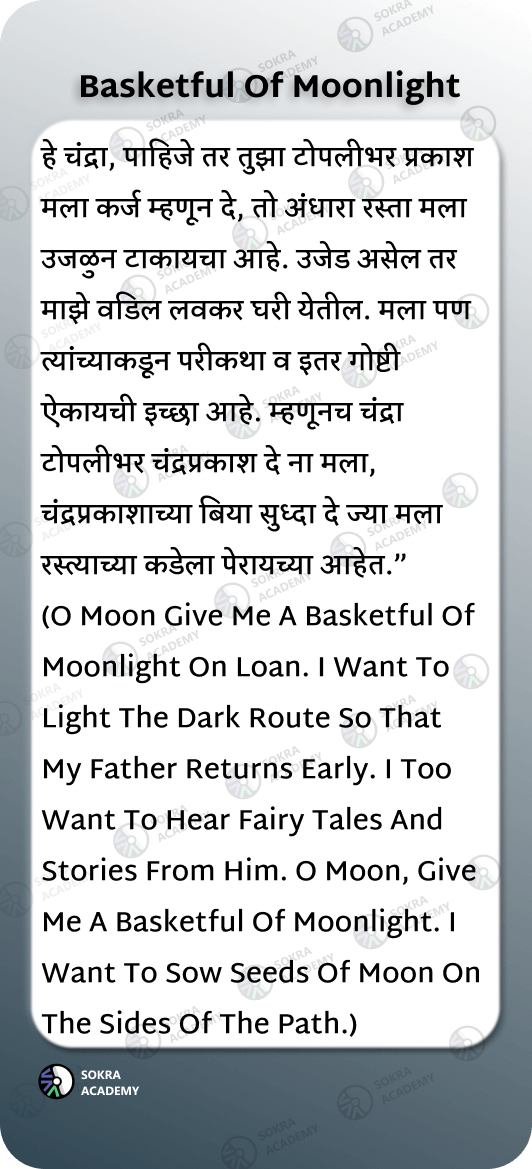 Basketful Of Moonlight
हे चंद्रा, पाहिजे तर तुझा टोपलीभर प्रकाश
मला कर्ज म्हणून दे, तो अंधारा रस्ता मला
उजळुन टाकायचा आहे. उजेड असेल तर
माझे वडिल लवकर घरी येतील. मला पण
त्यांच्याकडून परीकथा व इतर गोष्टी
ऐकायची इच्छा आहे. म्हणूनच चंद्रा
टोपलीभर चंद्रप्रकाश दे ना मला,
चंद्रप्रकाशाच्या बिया सुध्दा दे ज्या मला
रस्त्याच्या कडेला पेरायच्या आहेत.”
(O Moon Give Me A Basketful Of
Moonlight On Loan. I Want To
Light The Dark Route So That
My Father Returns Early. I Too
Want To Hear Fairy Tales And
Stories From Him. O Moon, Give
Me A Basketful Of Moonlight. I
Want To Sow Seeds Of Moon On
The Sides Of The Path.)
SOKRA
ACADEMY